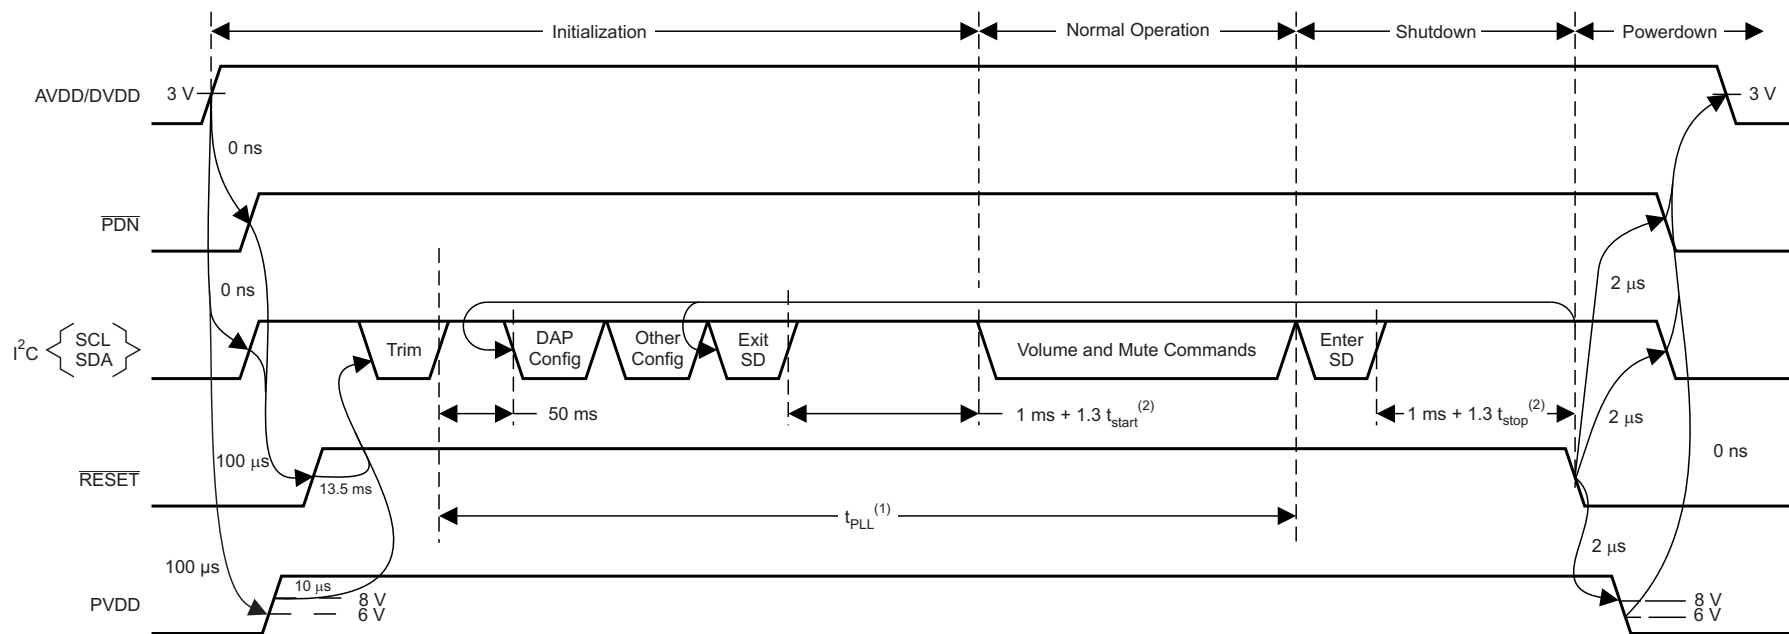 Initialization
Normal Operation
Shutdown
Powerdown
AVDD/DVDD
3 V
3 V
0 ns
PDN
0 ns
2 μs
I²C
SCL
SDA
Trim
DAP
Config
Other
Config
Exit
SD
Volume and Mute Commands
Enter
SD
50 ms
1 ms + 1.3 tstart(2)
1 ms + 1.3 tstop(2)
2 μs
RESET
100 μs
13.5 ms
0 ns
tPLL(1)
2 μs
100 μs
10 μs
PVDD
8 V
6 V
8 V
6 V